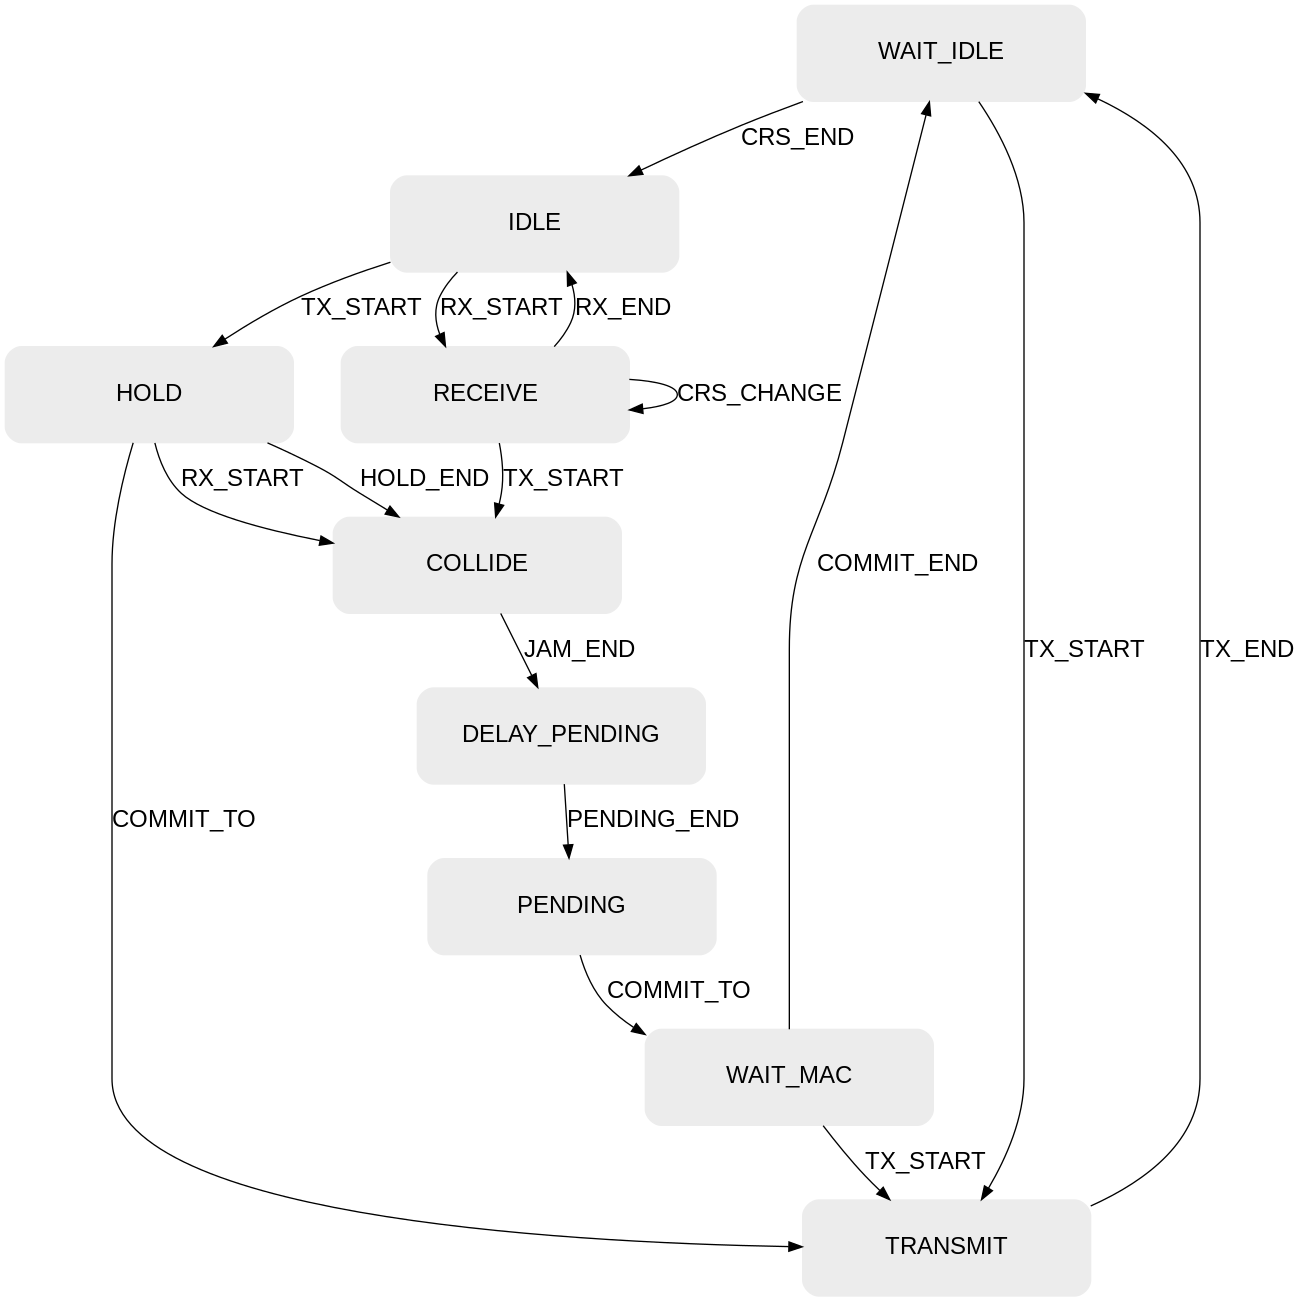 WAIT_IDLE
CRS_END
IDLE
TX_START
RX_START
RX_END
HOLD
RECEIVE
CRS_CHANGE
RX_START
HOLD_END
TX_START
COLLIDE
COMMIT_END
JAM_END
TX_START
TX_END
DELAY_PENDING
COMMIT_TO
PENDING_END
PENDING
COMMIT_TO
WAIT_MAC
TX_START
TRANSMIT